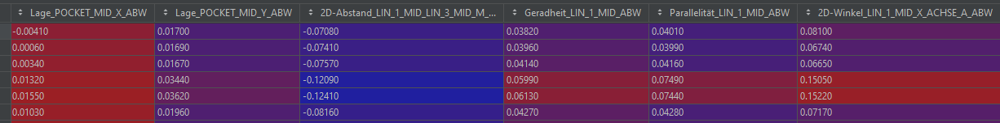 Lage_POCKET_MID_X_ABW Lage_POCKET_MID_Y_ABW 2D-Abstand_LIN_1_MID_LIN_3_MID_M_... Geradheit_LIN_1_MID_ABW Parallelität_LIN_1_MID_ABW 2D-Winkel_LIN_1_MID_X_ACHSE_A_ABW
-0.00410 0.01700 -0.07080 0.03820 0.04010 0.08100
0.00060 0.01690 -0.07410 0.03960 0.03990 0.06740
0.00340 0.01670 -0.07570 0.04140 0.04160 0.06650
0.01320 0.03440 -0.12090 0.05990 0.07490 0.15050
0.01550 0.03620 -0.12410 0.06130 0.07440 0.15220
0.01030 0.01960 -0.08160 0.04270 0.04280 0.07170